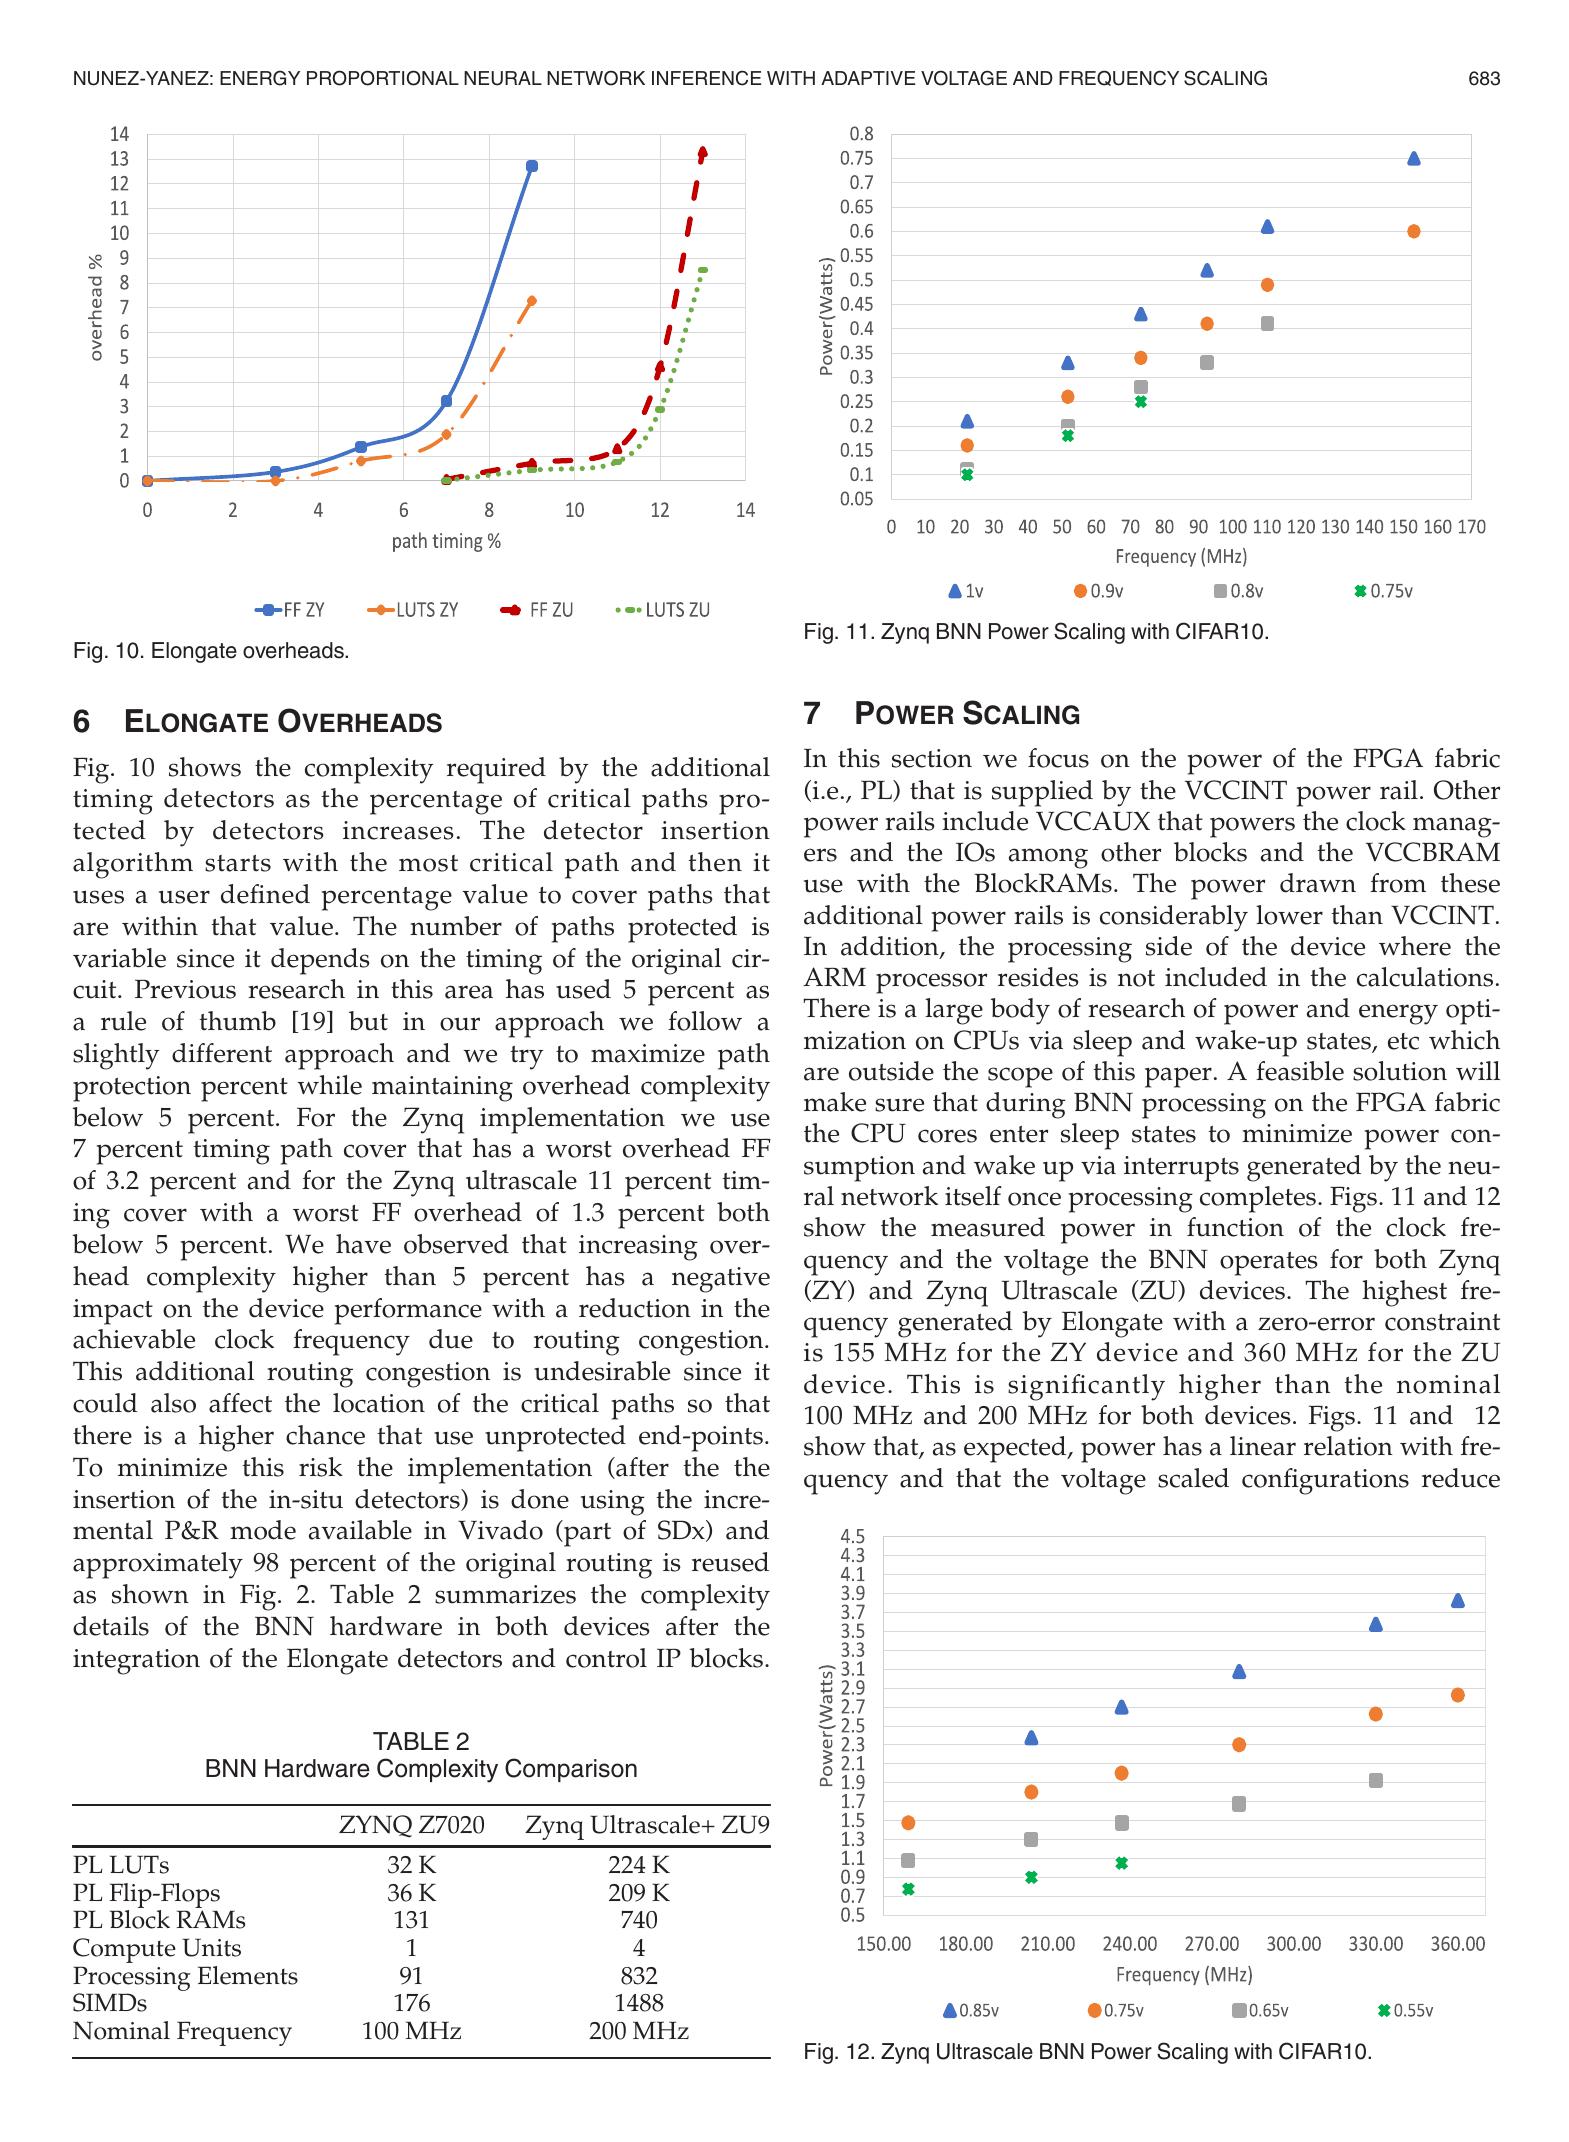 NUNEZ-YANEZ: ENERGY PROPORTIONAL NEURAL NETWORK INFERENCE WITH ADAPTIVE VOLTAGE AND FREQUENCY SCALING 683
14
13
12
11
10
9
8
7
6
5
4
3
2
1
0
overhead %
0 2 4 6 8 10 12 14
path timing %
FF ZY LUTS ZY FF ZU LUTS ZU
Fig. 10. Elongate overheads.
6 ELONGATE OVERHEADS
Fig. 10 shows the complexity required by the additional
timing detectors as the percentage of critical paths pro-
tected by detectors increases. The detector insertion
algorithm starts with the most critical path and then it
uses a user defined percentage value to cover paths that
are within that value. The number of paths protected is
variable since it depends on the timing of the original cir-
cuit. Previous research in this area has used 5 percent as
a rule of thumb [19] but in our approach we follow a
slightly different approach and we try to maximize path
protection percent while maintaining overhead complexity
below 5 percent. For the Zynq implementation we use
7 percent timing path cover that has a worst overhead FF
of 3.2 percent and for the Zynq ultrascale 11 percent tim-
ing cover with a worst FF overhead of 1.3 percent both
below 5 percent. We have observed that increasing over-
head complexity higher than 5 percent has a negative
impact on the device performance with a reduction in the
achievable clock frequency due to routing congestion.
This additional routing congestion is undesirable since it
could also affect the location of the critical paths so that
there is a higher chance that use unprotected end-points.
To minimize this risk the implementation (after the the
insertion of the in-situ detectors) is done using the incre-
mental P&R mode available in Vivado (part of SDx) and
approximately 98 percent of the original routing is reused
as shown in Fig. 2. Table 2 summarizes the complexity
details of the BNN hardware in both devices after the
integration of the Elongate detectors and control IP blocks.
TABLE 2
BNN Hardware Complexity Comparison
ZYNQ Z7020 Zynq Ultrascale+ ZU9
PL LUTs 32 K 224 K
PL Flip-Flops 36 K 209 K
PL Block RAMs 131 740
Compute Units 1 4
Processing Elements 91 832
SIMDs 176 1488
Nominal Frequency 100 MHz 200 MHz
0.8
0.75
0.7
0.65
0.6
0.55
0.5
0.45
0.4
0.35
0.3
0.25
0.2
0.15
0.1
0.05
Power(Watts)
0 10 20 30 40 50 60 70 80 90 100 110 120 130 140 150 160 170
Frequency (MHz)
1v 0.9v 0.8v 0.75v
Fig. 11. Zynq BNN Power Scaling with CIFAR10.
7 POWER SCALING
In this section we focus on the power of the FPGA fabric
(i.e., PL) that is supplied by the VCCINT power rail. Other
power rails include VCCAUX that powers the clock manag-
ers and the IOs among other blocks and the VCCBRAM
use with the BlockRAMs. The power drawn from these
additional power rails is considerably lower than VCCINT.
In addition, the processing side of the device where the
ARM processor resides is not included in the calculations.
There is a large body of research of power and energy opti-
mization on CPUs via sleep and wake-up states, etc which
are outside the scope of this paper. A feasible solution will
make sure that during BNN processing on the FPGA fabric
the CPU cores enter sleep states to minimize power con-
sumption and wake up via interrupts generated by the neu-
ral network itself once processing completes. Figs. 11 and 12
show the measured power in function of the clock fre-
quency and the voltage the BNN operates for both Zynq
(ZY) and Zynq Ultrascale (ZU) devices. The highest fre-
quency generated by Elongate with a zero-error constraint
is 155 MHz for the ZY device and 360 MHz for the ZU
device. This is significantly higher than the nominal
100 MHz and 200 MHz for both devices. Figs. 11 and 12
show that, as expected, power has a linear relation with fre-
quency and that the voltage scaled configurations reduce
4.5
4.3
4.1
3.9
3.7
3.5
3.3
3.1
2.9
2.7
2.5
2.3
2.1
1.9
1.7
1.5
1.3
1.1
0.9
0.7
0.5
Power(Watts)
150.00 180.00 210.00 240.00 270.00 300.00 330.00 360.00
Frequency (MHz)
0.85v 0.75v 0.65v 0.55v
Fig. 12. Zynq Ultrascale BNN Power Scaling with CIFAR10.